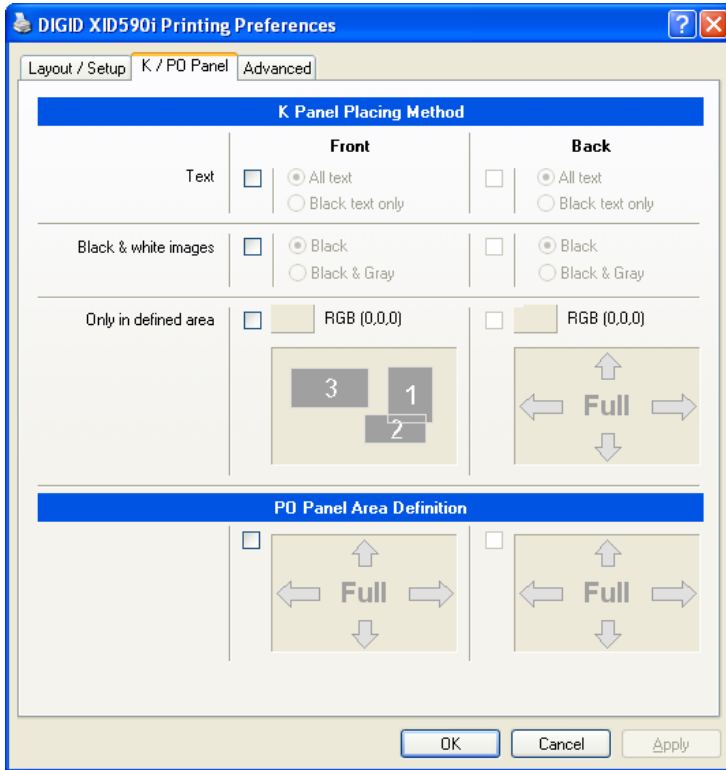 DIGID XID590i Printing Preferences
Layout / Setup K / PO Panel Advanced
K Panel Placing Method
Front Back
Text All text All text
Black text only Black text only
Black & white images Black Black
Black & Gray Black & Gray
Only in defined area RGB (0,0,0) RGB (0,0,0)
3 1
2
Full
PO Panel Area Definition
Full Full
OK Cancel Apply